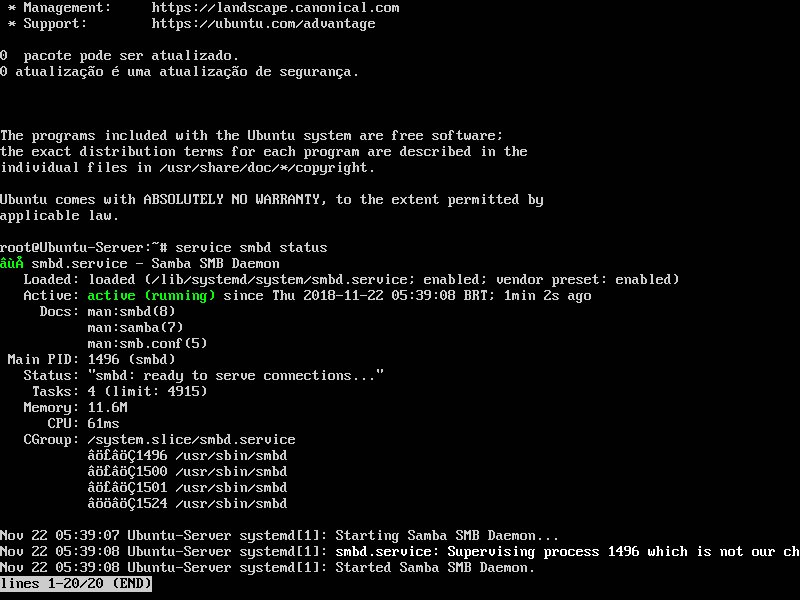 * Management:     https://landscape.canonical.com
 * Support:        https://ubuntu.com/advantage
0  pacote pode ser atualizado.
0 atualização é uma atualização de segurança.
The programs included with the Ubuntu system are free software;
the exact distribution terms for each program are described in the
individual files in /usr/share/doc/*/copyright.
Ubuntu comes with ABSOLUTELY NO WARRANTY, to the extent permitted by
applicable law.
root@Ubuntu-Server:~# service smbd status
âùÅ smbd.service - Samba SMB Daemon
   Loaded: loaded (/lib/systemd/system/smbd.service; enabled; vendor preset: enabled)
   Active: active (running) since Thu 2018-11-22 05:39:08 BRT; 1min 2s ago
     Docs: man:smbd(8)
           man:samba(7)
           man:smb.conf(5)
 Main PID: 1496 (smbd)
   Status: "smbd: ready to serve connections..."
    Tasks: 4 (limit: 4915)
   Memory: 11.6M
      CPU: 61ms
   CGroup: /system.slice/smbd.service
           âö£âöÇ1496 /usr/sbin/smbd
           âö£âöÇ1500 /usr/sbin/smbd
           âö£âöÇ1501 /usr/sbin/smbd
           âööâöÇ1524 /usr/sbin/smbd
Nov 22 05:39:07 Ubuntu-Server systemd[1]: Starting Samba SMB Daemon...
Nov 22 05:39:08 Ubuntu-Server systemd[1]: smbd.service: Supervising process 1496 which is not our ch
Nov 22 05:39:08 Ubuntu-Server systemd[1]: Started Samba SMB Daemon.
lines 1-20/20 (END)